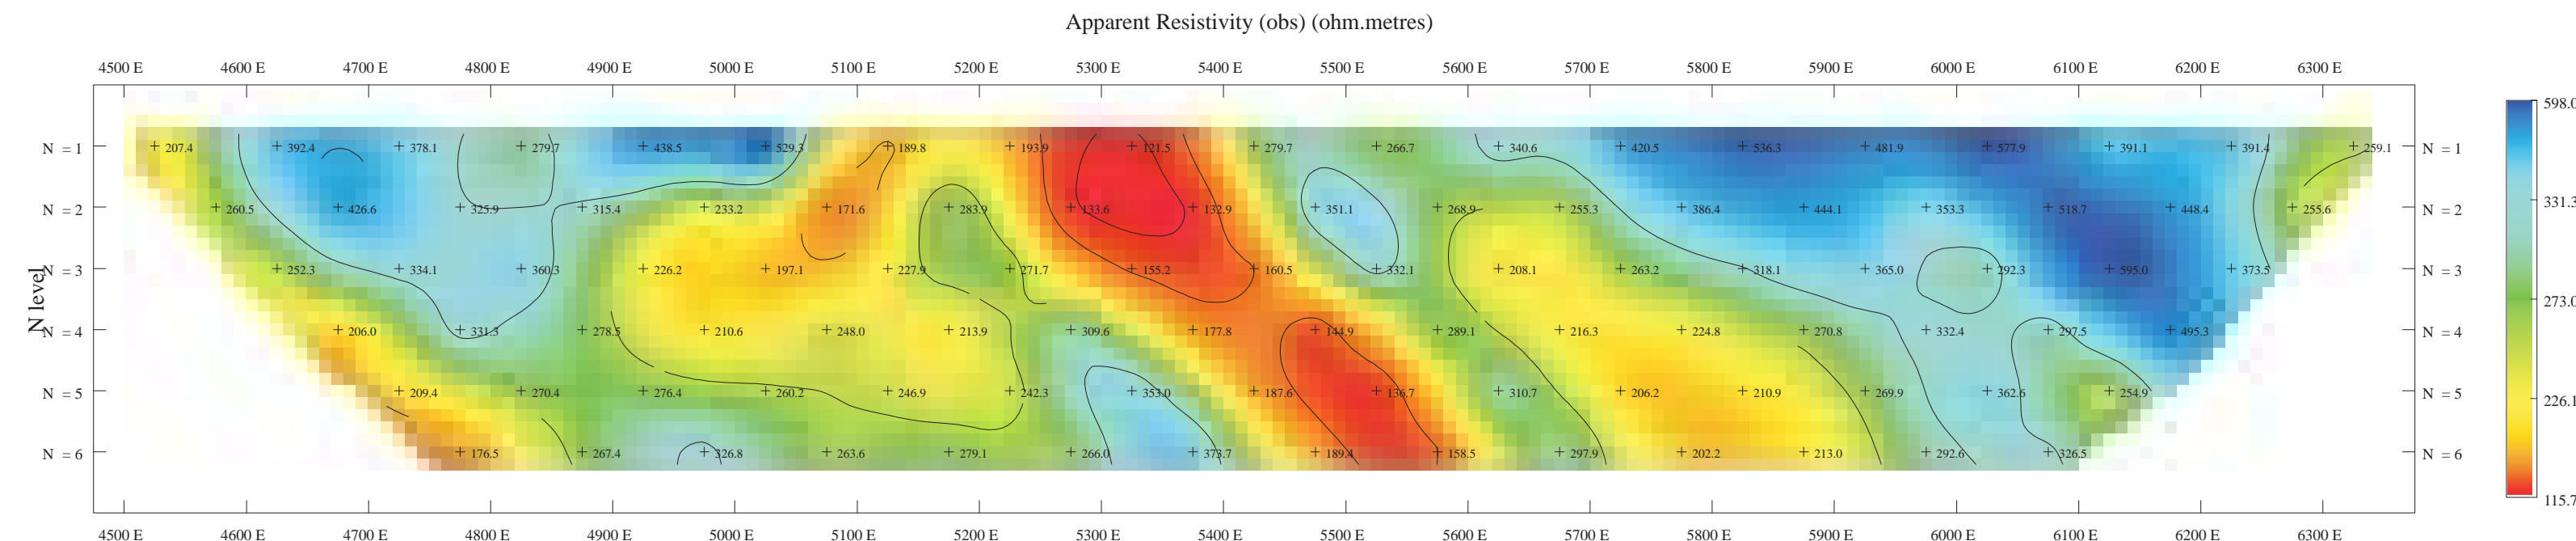 Apparent Resistivity (obs) (ohm.metres)
4500 E 4600 E 4700 E 4800 E 4900 E 5000 E 5100 E 5200 E 5300 E 5400 E 5500 E 5600 E 5700 E 5800 E 5900 E 6000 E 6100 E 6200 E 6300 E
598.0
N = 1 207.4 392.4 378.1 279.7 438.5 529.3 189.8 193.9 121.5 279.7 266.7 340.6 420.5 536.3 481.9 577.9 391.1 391.4 259.1 N = 1
331.3
N = 2 260.5 426.6 325.9 315.4 233.2 171.6 283.9 133.6 132.9 351.1 268.9 255.3 386.4 444.1 353.3 518.7 448.4 255.6 N = 2
N = 3 252.3 334.1 360.3 226.2 197.1 227.9 271.7 155.2 160.5 332.1 208.1 263.2 318.1 365.0 292.3 595.0 373.5 N = 3
N level
273.0
N = 4 206.0 331.3 278.5 210.6 248.0 213.9 309.6 177.8 144.9 289.1 216.3 224.8 270.8 332.4 297.5 495.3 N = 4
N = 5 209.4 270.4 276.4 260.2 246.9 242.3 353.0 187.6 136.7 310.7 206.2 210.9 269.9 362.6 254.9 N = 5
226.1
N = 6 176.5 267.4 326.8 263.6 279.1 266.0 373.7 189.4 158.5 297.9 202.2 213.0 292.6 326.5 N = 6
115.7
4500 E 4600 E 4700 E 4800 E 4900 E 5000 E 5100 E 5200 E 5300 E 5400 E 5500 E 5600 E 5700 E 5800 E 5900 E 6000 E 6100 E 6200 E 6300 E